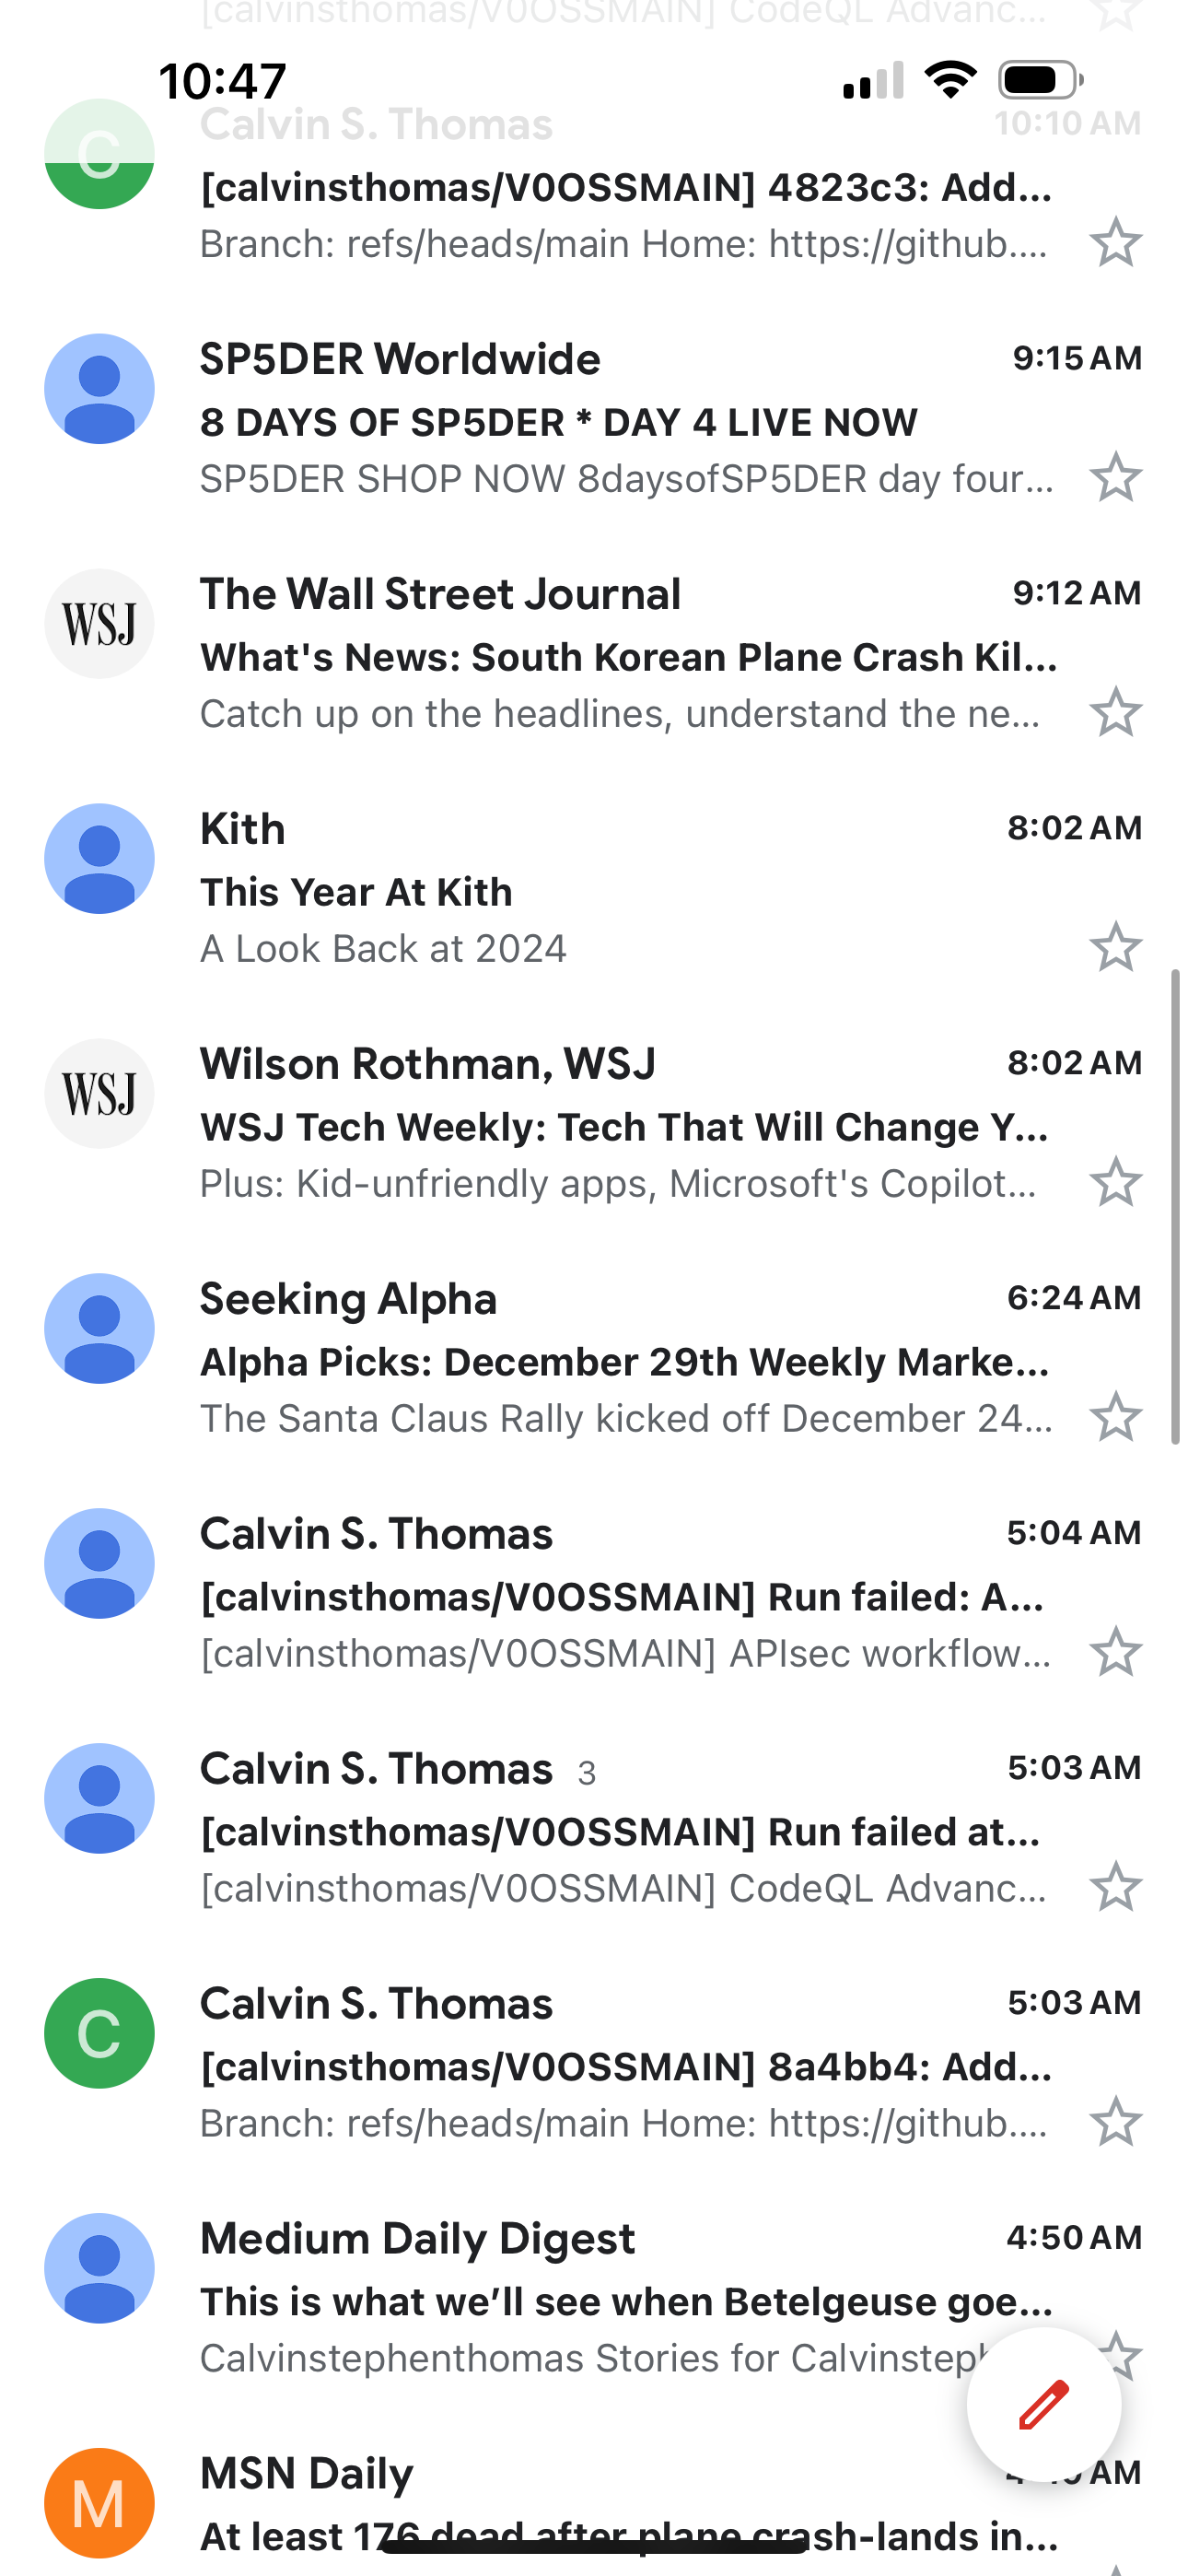 [calvinsthomas/V0OSSMAIN] CodeQL Advanc...
10:47
C
Calvin S. Thomas
10:10 AM
[calvinsthomas/V0OSSMAIN] 4823c3: Add...
Branch: refs/heads/main Home: https://github....
SP5DER Worldwide
9:15 AM
8 DAYS OF SP5DER * DAY 4 LIVE NOW
SP5DER SHOP NOW 8daysofSP5DER day four...
WSJ
The Wall Street Journal
9:12 AM
What's News: South Korean Plane Crash Kil...
Catch up on the headlines, understand the ne...
Kith
8:02 AM
This Year At Kith
A Look Back at 2024
WSJ
Wilson Rothman, WSJ
8:02 AM
WSJ Tech Weekly: Tech That Will Change Y...
Plus: Kid-unfriendly apps, Microsoft's Copilot...
Seeking Alpha
6:24 AM
Alpha Picks: December 29th Weekly Marke...
The Santa Claus Rally kicked off December 24...
Calvin S. Thomas
5:04 AM
[calvinsthomas/V0OSSMAIN] Run failed: A...
[calvinsthomas/V0OSSMAIN] APIsec workflow...
Calvin S. Thomas 3
5:03 AM
[calvinsthomas/V0OSSMAIN] Run failed at...
[calvinsthomas/V0OSSMAIN] CodeQL Advanc...
C
Calvin S. Thomas
5:03 AM
[calvinsthomas/V0OSSMAIN] 8a4bb4: Add...
Branch: refs/heads/main Home: https://github....
Medium Daily Digest
4:50 AM
This is what we’ll see when Betelgeuse goe...
Calvinstephenthomas Stories for Calvinsteph
M
MSN Daily
AM
At least 176 dead after plane crash-lands in...